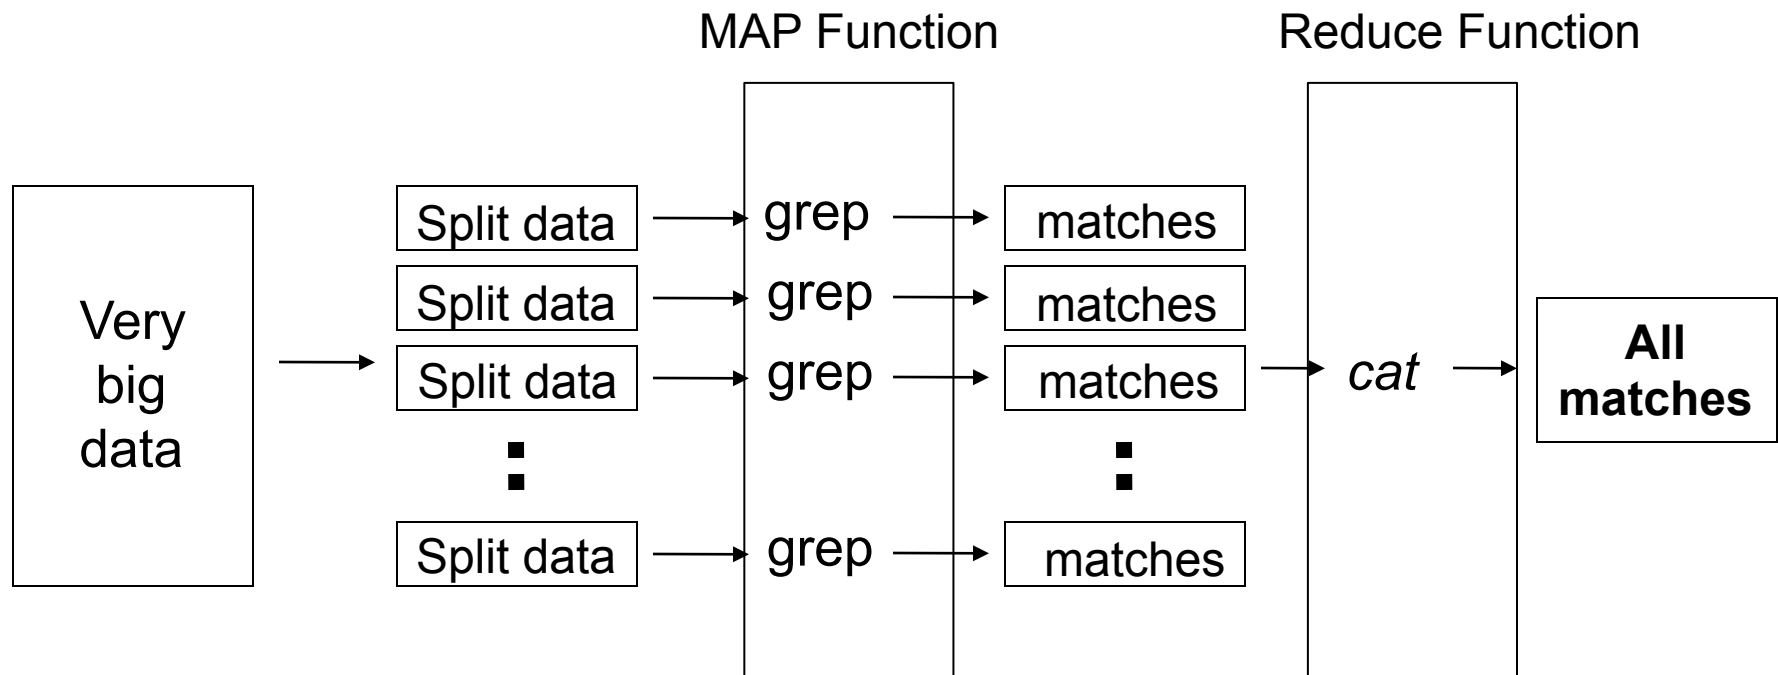 MAP Function
Reduce Function
Very
big
data
Split data
grep
matches
Split data
grep
matches
Split data
grep
matches
cat
All
matches
Split data
grep
matches